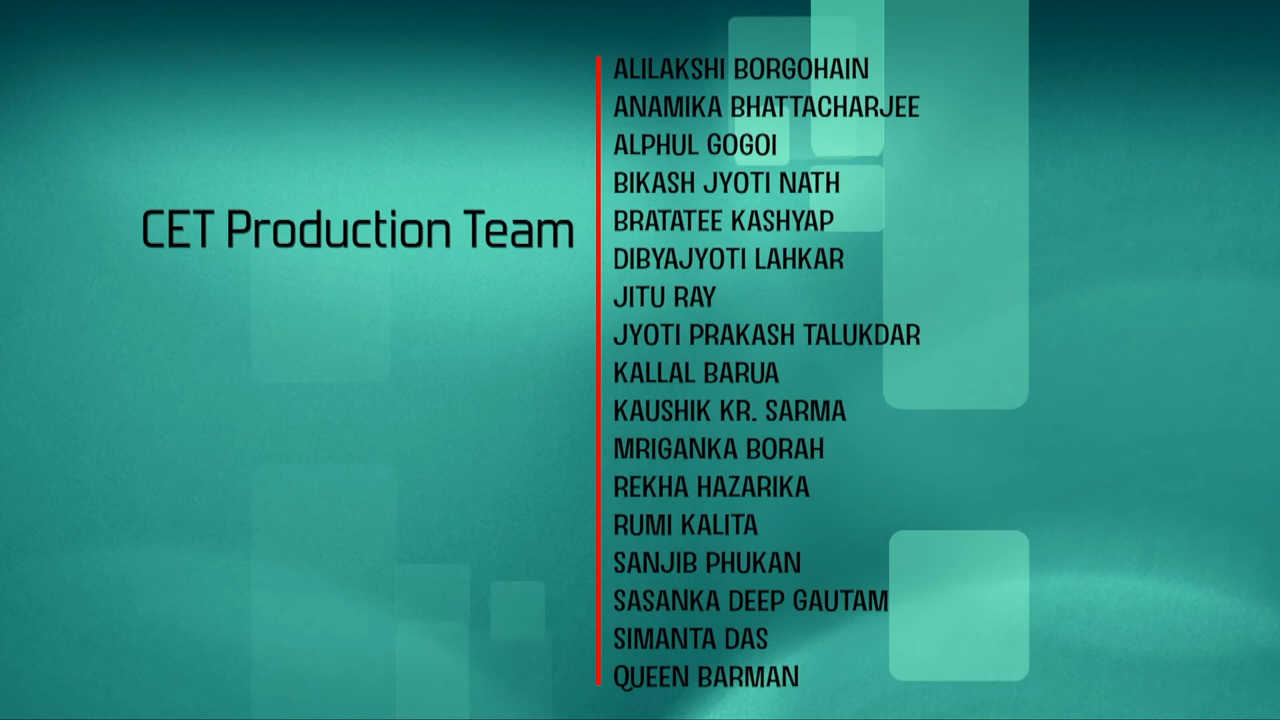 CET Production Team
ALILAKSHI BORGOHAIN
ANAMIKA BHATTACHARJEE
ALPHUL GOGOI
BIKASH JYOTI NATH
BRATATEE KASHYAP
DIBYAJYOTI LAHKAR
JITU RAY
JYOTI PRAKASH TALUKDAR
KALLAL BARUA
KAUSHIK KR. SARMA
MRIGANKA BORAH
REKHA HAZARIKA
RUMI KALITA
SANJIB PHUKAN
SASANKA DEEP GAUTAM
SIMANTA DAS
QUEEN BARMAN